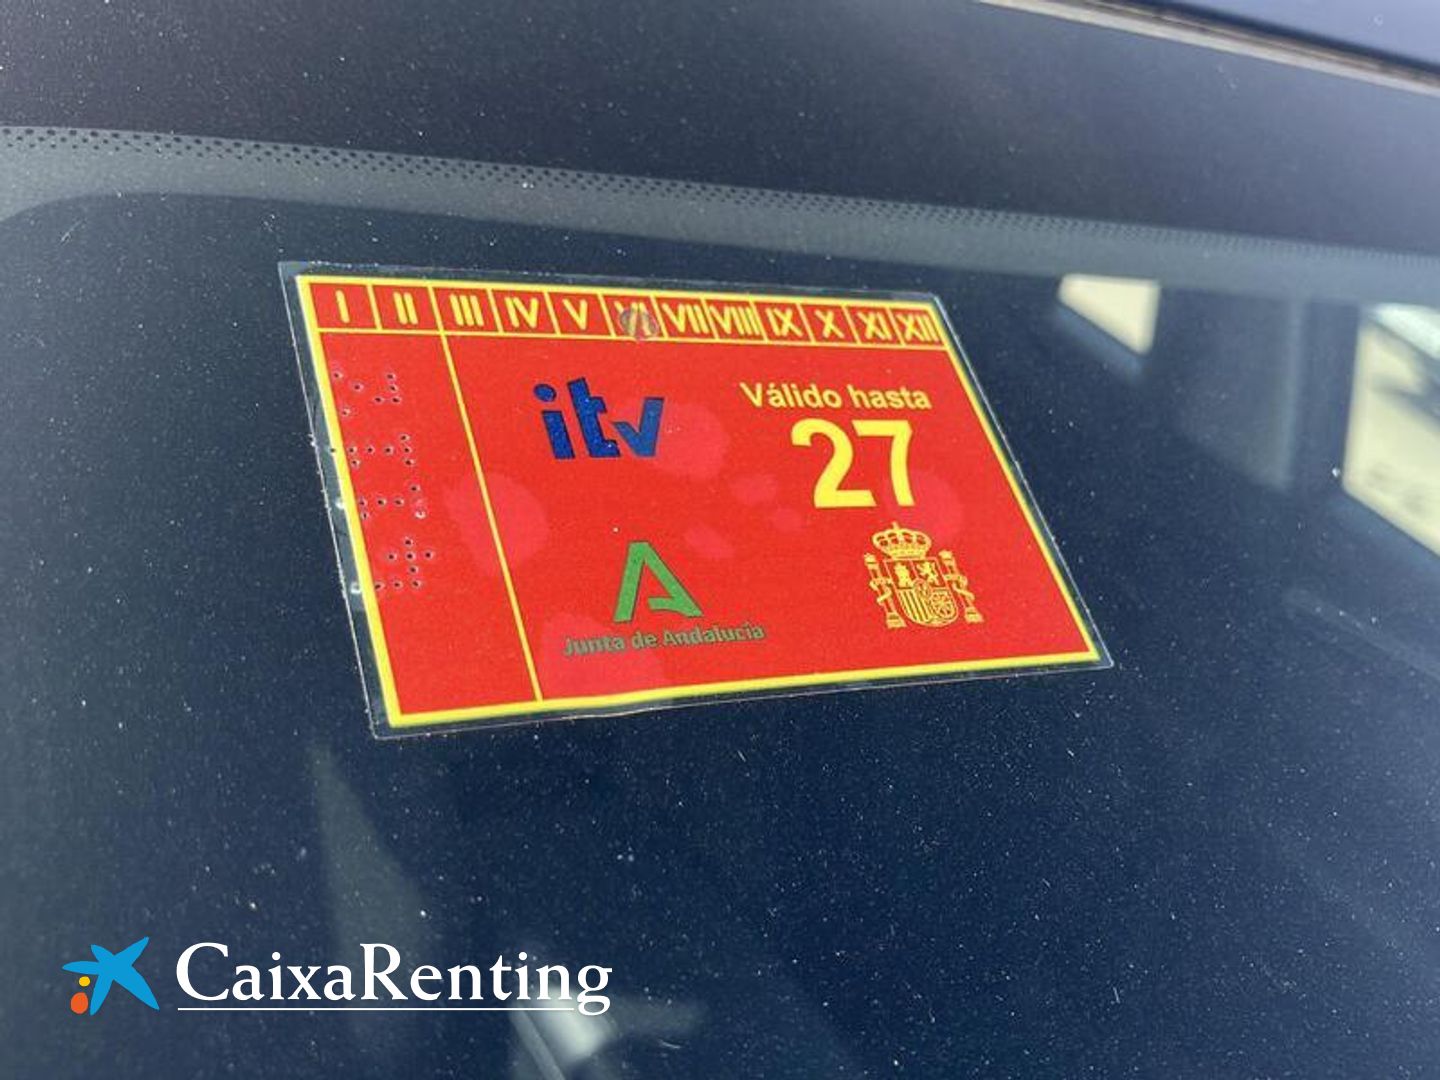 I II III IV V VI VII VIII IX X XI XII
itv
Válido hasta
27
Junta de Andalucía
CaixaRenting